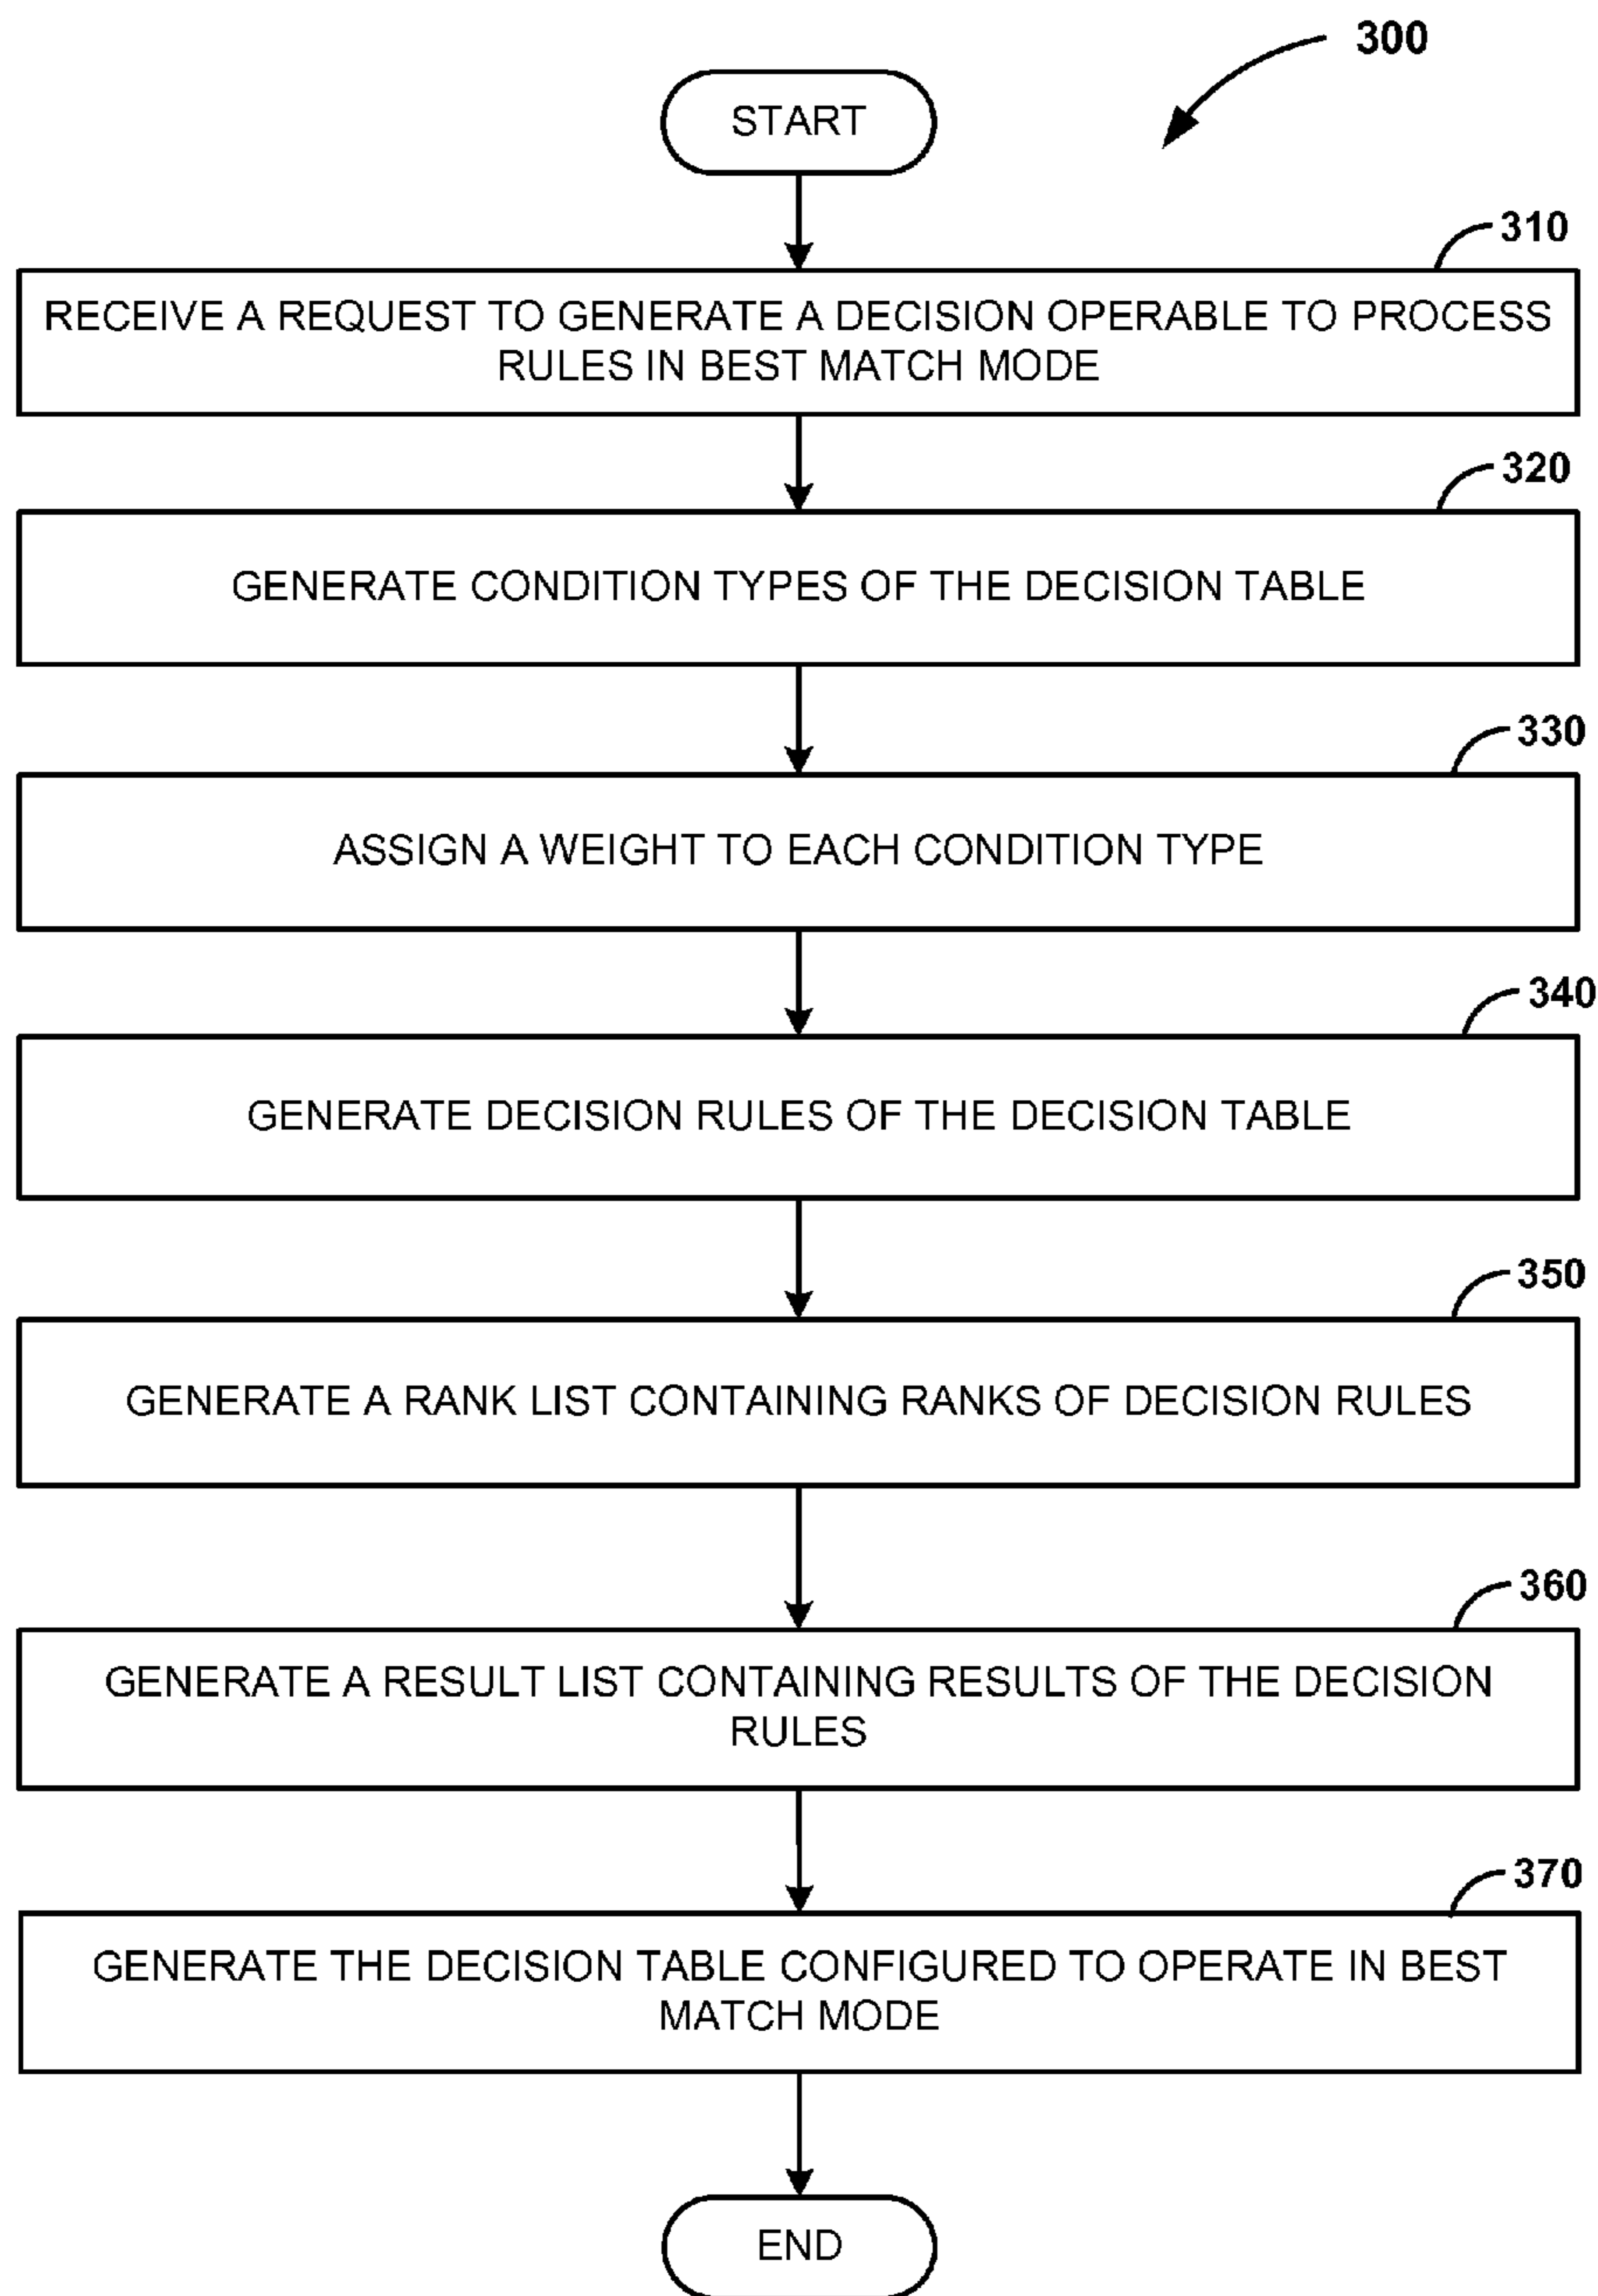 300
START
310
RECEIVE A REQUEST TO GENERATE A DECISION OPERABLE TO PROCESS
RULES IN BEST MATCH MODE
320
GENERATE CONDITION TYPES OF THE DECISION TABLE
330
ASSIGN A WEIGHT TO EACH CONDITION TYPE
340
GENERATE DECISION RULES OF THE DECISION TABLE
350
GENERATE A RANK LIST CONTAINING RANKS OF DECISION RULES
360
GENERATE A RESULT LIST CONTAINING RESULTS OF THE DECISION
RULES
370
GENERATE THE DECISION TABLE CONFIGURED TO OPERATE IN BEST
MATCH MODE
END